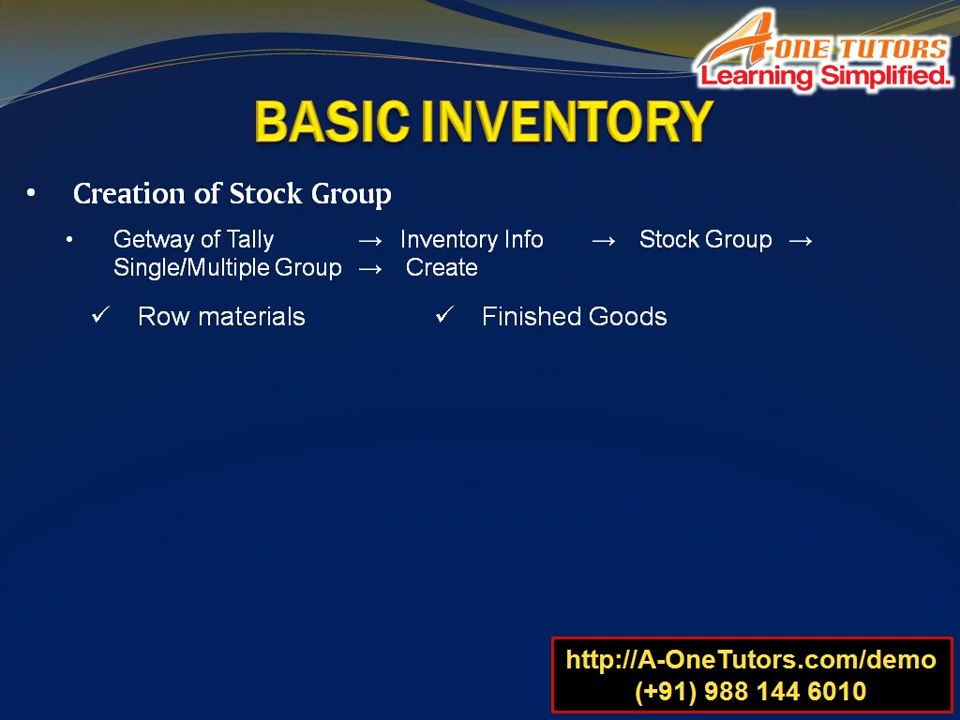 A-ONE TUTORS
Learning Simplified.
BASIC INVENTORY
• Creation of Stock Group
• Getway of Tally → Inventory Info → Stock Group →
Single/Multiple Group → Create
✓ Row materials ✓ Finished Goods
http://A-OneTutors.com/demo
(+91) 988 144 6010